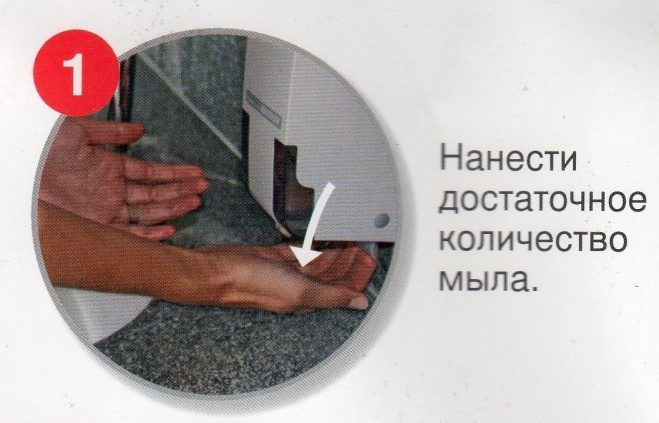 1
Нанести
достаточное
количество
мыла.